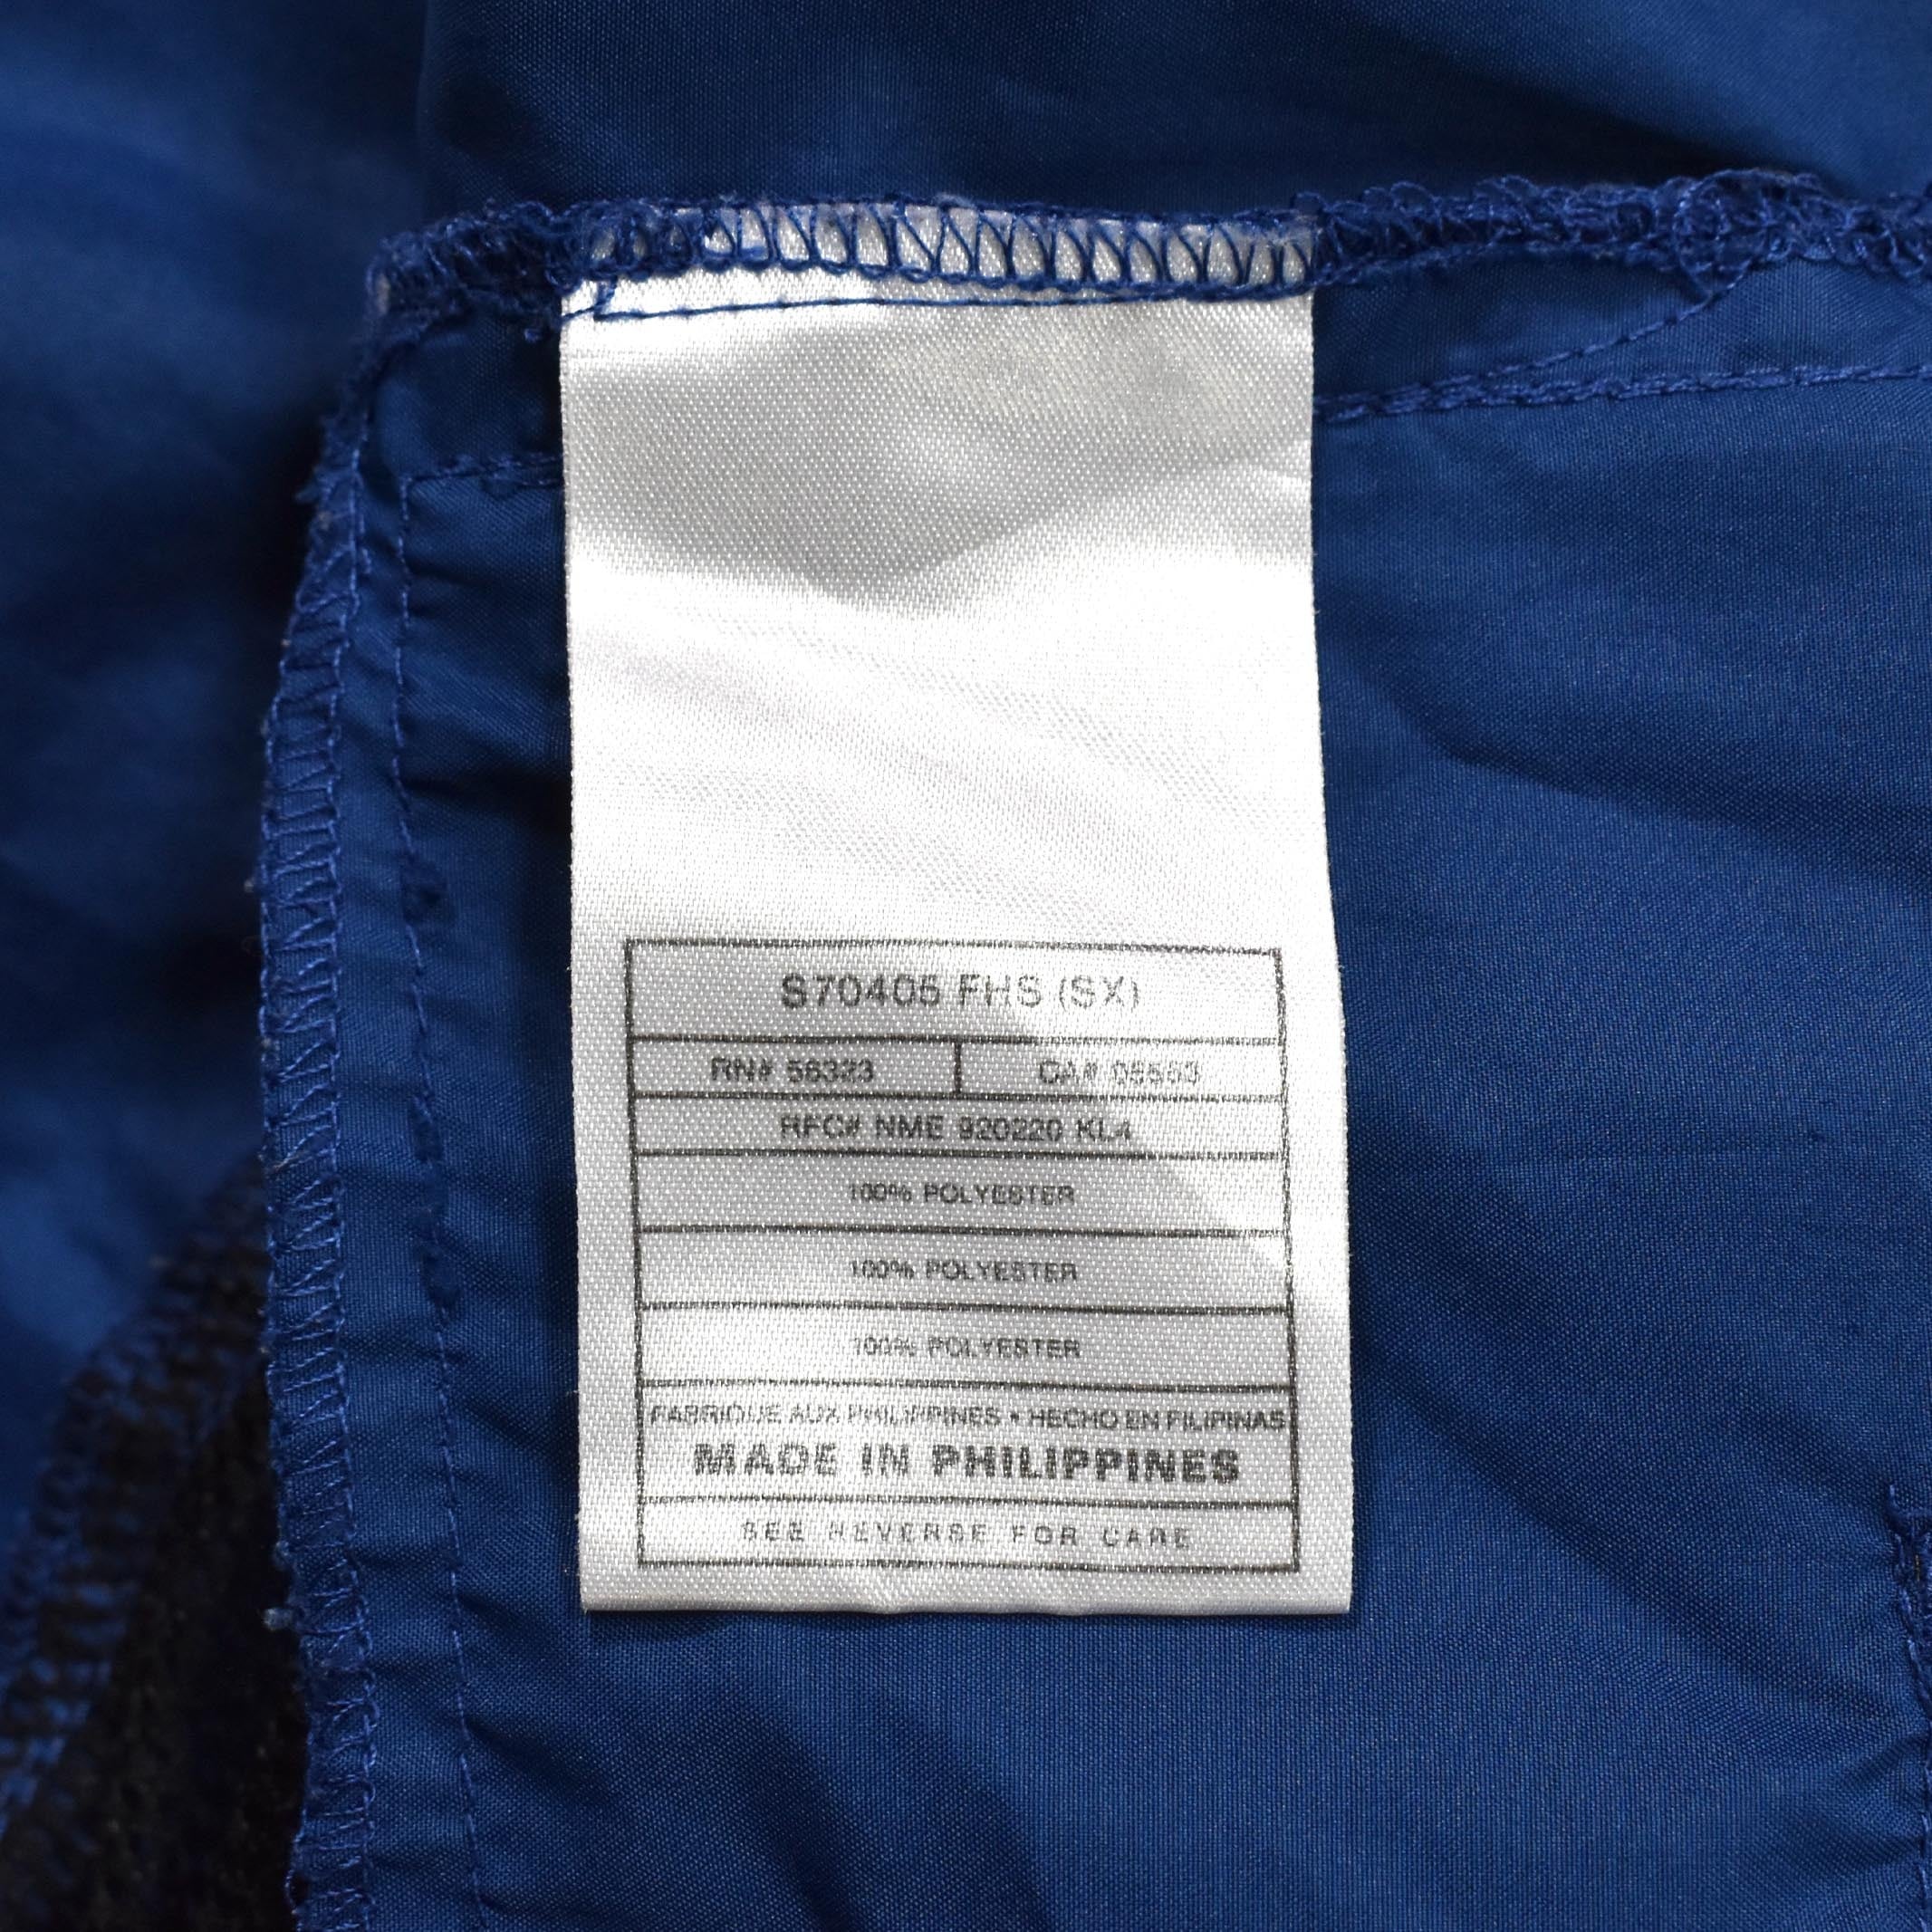 S70405 FHS (SX)
RN# 56323 CA# 05553
RFC# NME 920220 KL4
100% POLYESTER
100% POLYESTER
100% POLYESTER
FABRIQUE AUX PHILIPPINES • HECHO EN FILIPINAS
MADE IN PHILIPPINES
SEE REVERSE FOR CARE